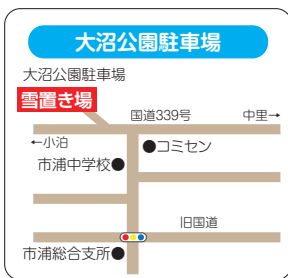 大沼公園駐車場
大沼公園駐車場
雪置き場
国道339号
中里→
←小泊
●コミセン
市浦中学校●
旧国道
市浦総合支所●